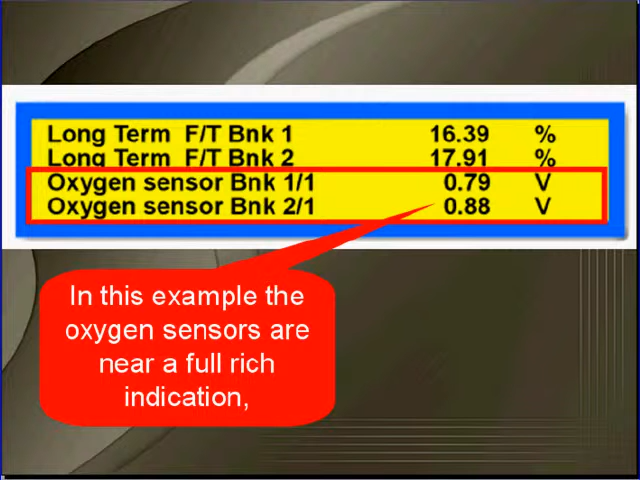 Long Term F/T Bnk 1 16.39 %
Long Term F/T Bnk 2 17.91 %
Oxygen sensor Bnk 1/1 0.79 V
Oxygen sensor Bnk 2/1 0.88 V
In this example the
oxygen sensors are
near a full rich
indication,